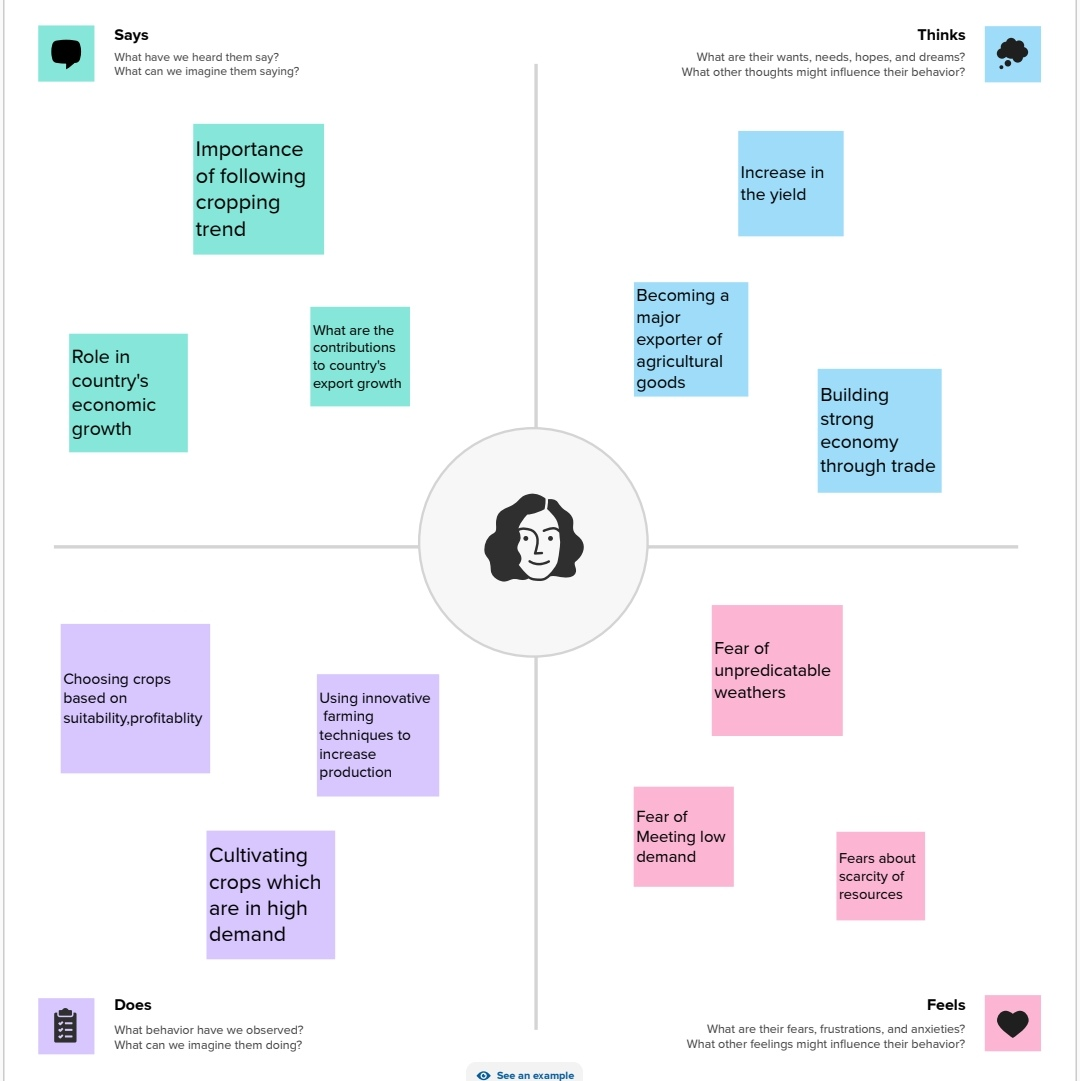 Says
What have we heard them say?
What can we imagine them saying?
Thinks
What are their wants, needs, hopes, and dreams?
What other thoughts might influence their behavior?
Importance
of following
cropping
trend
Increase in
the yield
Role in
country's
economic
growth
What are the
contributions
to country's
export growth
Becoming a
major
exporter of
agricultural
goods
Building
strong
economy
through trade
Choosing crops
based on
suitability,profitablity
Using innovative
farming
techniques to
increase
production
Cultivating
crops which
are in high
demand
Fear of
unpredicatable
weathers
Fear of
Meeting low
demand
Fears about
scarcity of
resources
Does
What behavior have we observed?
What can we imagine them doing?
Feels
What are their fears, frustrations, and anxieties?
What other feelings might influence their behavior?
See an example